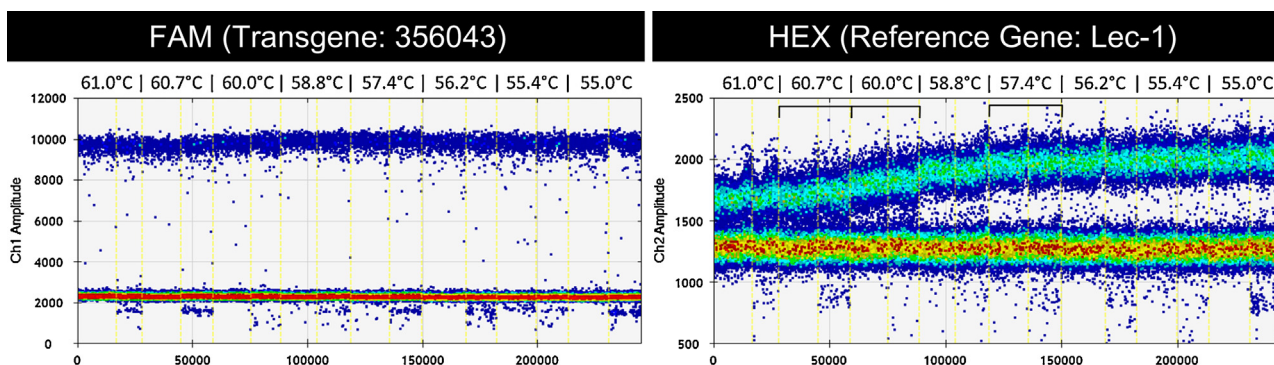 FAM (Transgene: 356043)
61.0°C | 60.7°C | 60.0°C | 58.8°C | 57.4°C | 56.2°C | 55.4°C | 55.0°C
12000
10000
8000
6000
4000
2000
0
Ch1 Amplitude
0 50000 100000 150000 200000
HEX (Reference Gene: Lec-1)
61.0°C | 60.7°C | 60.0°C | 58.8°C | 57.4°C | 56.2°C | 55.4°C | 55.0°C
2500
2000
1500
1000
500
Ch2 Amplitude
0 50000 100000 150000 200000